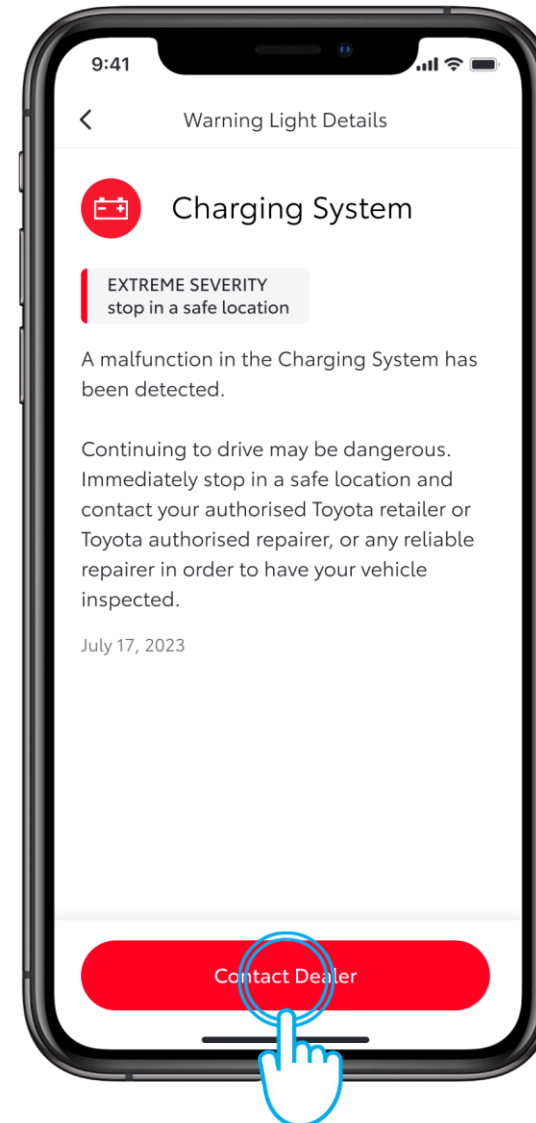 9:41
Warning Light Details
Charging System
EXTREME SEVERITY
stop in a safe location
A malfunction in the Charging System has
been detected.
Continuing to drive may be dangerous.
Immediately stop in a safe location and
contact your authorised Toyota retailer or
Toyota authorised repairer, or any reliable
repairer in order to have your vehicle
inspected.
July 17, 2023
Contact Dealer